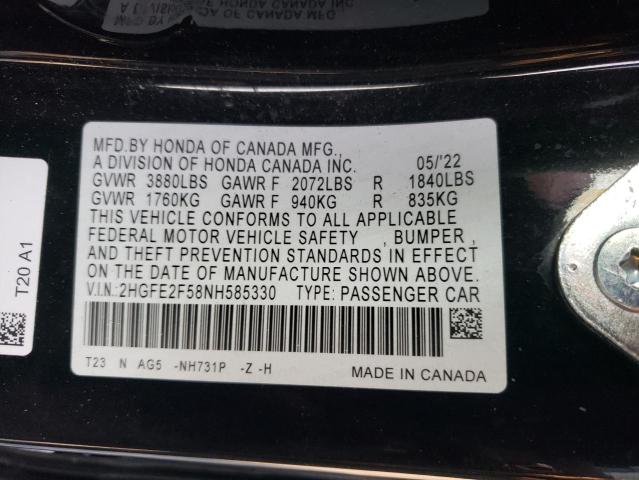 MFD.BY HONDA OF CANADA MFG.,
A DIVISION OF HONDA CANADA INC. 05/'22
GVWR 3880LBS GAWR F 2072LBS R 1840LBS
GVWR 1760KG GAWR F 940KG R 835KG
THIS VEHICLE CONFORMS TO ALL APPLICABLE
FEDERAL MOTOR VEHICLE SAFETY , BUMPER ,
AND THEFT PREVENTION STANDARDS IN EFFECT
ON THE DATE OF MANUFACTURE SHOWN ABOVE.
V.I.N.:2HGFE2F58NH585330 TYPE: PASSENGER CAR
T23 N AG5 -NH731P -Z -H
MADE IN CANADA
T20 A1